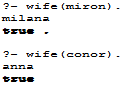 ?- wife(miron).
milana
true .
?- wife(conor).
anna
true